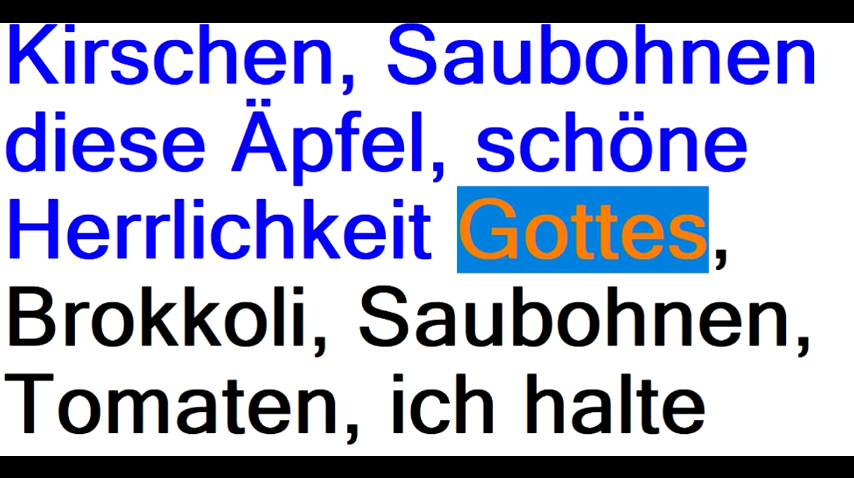 Kirschen, Saubohnen
diese Äpfel, schöne
Herrlichkeit Gottes,
Brokkoli, Saubohnen,
Tomaten, ich halte